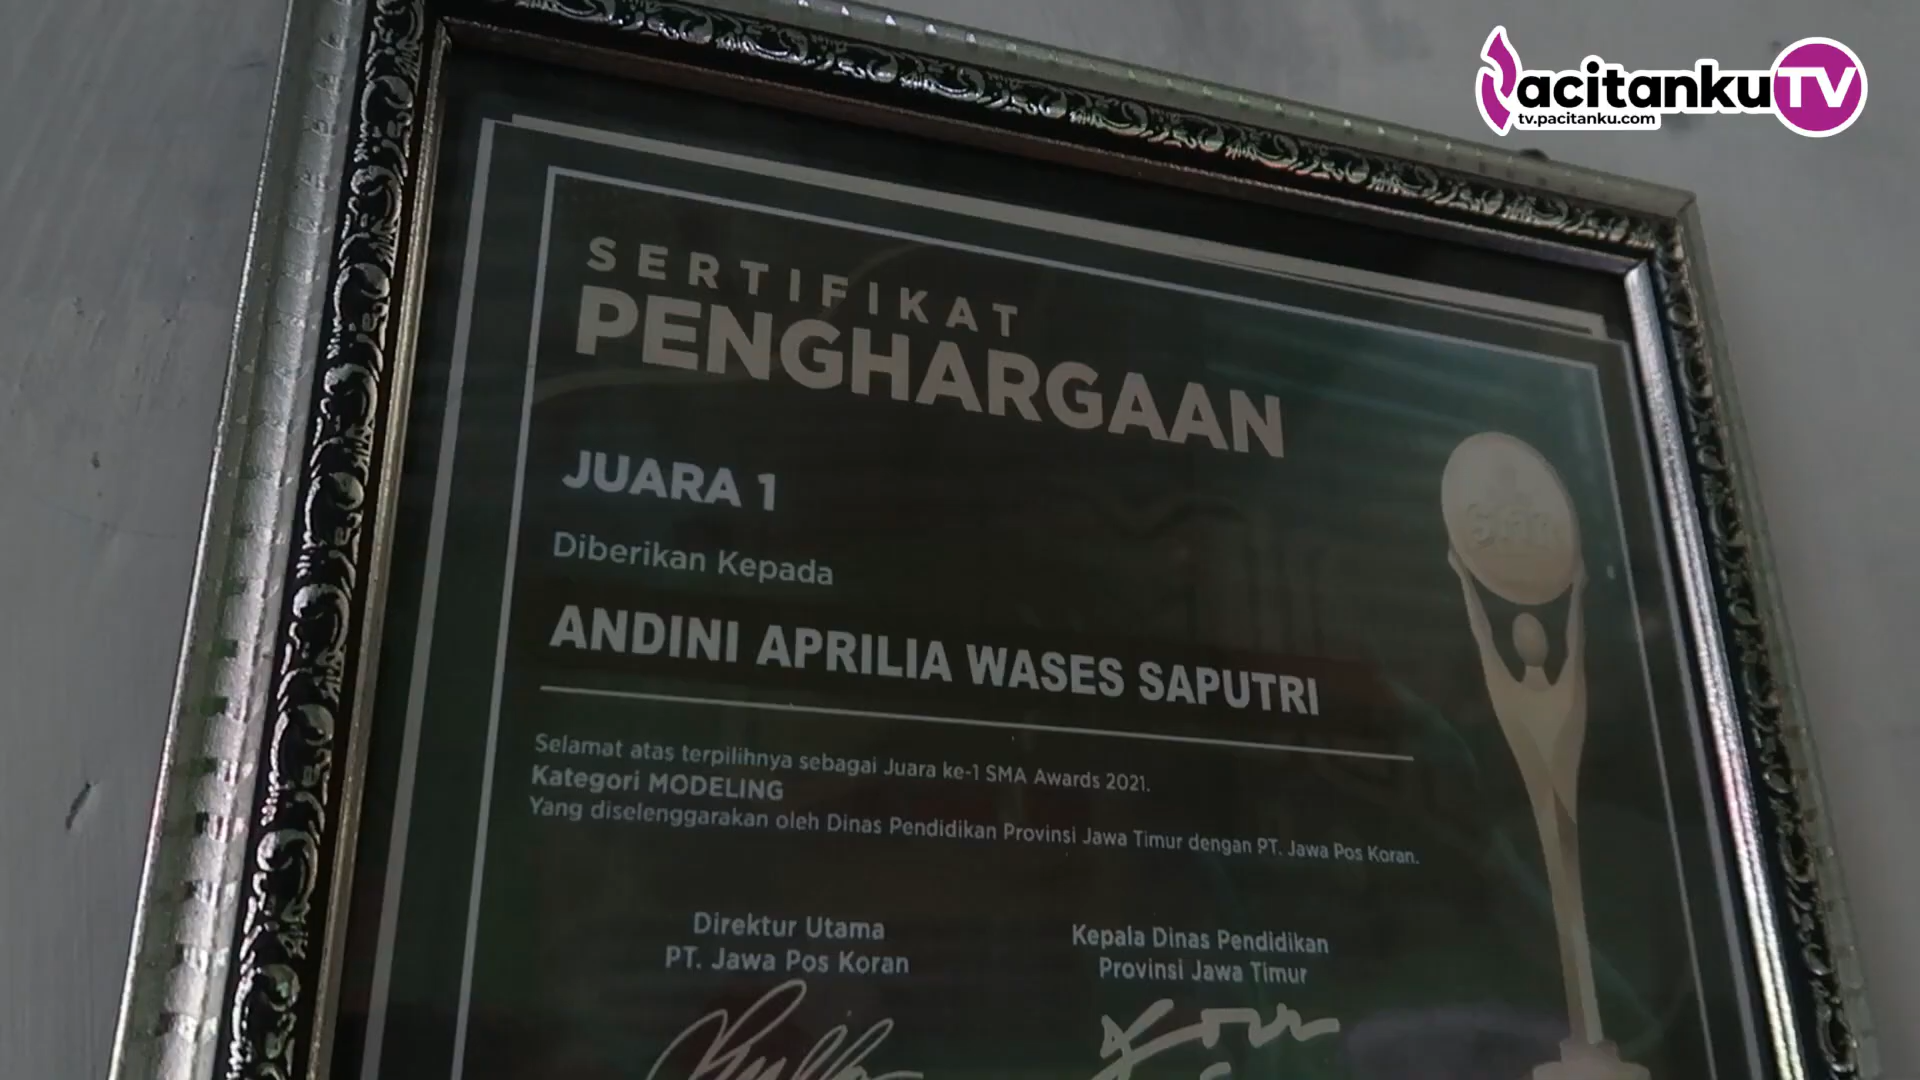 PacitankuTV
tv.pacitanku.com
SERTIFIKAT
PENGHARGAAN
JUARA 1
Diberikan Kepada
ANDINI APRILIA WASES SAPUTRI
Selamat atas terpilihnya sebagai Juara ke-1 SMA Awards 2021.
Kategori MODELING
Yang diselenggarakan oleh Dinas Pendidikan Provinsi Jawa Timur dengan PT. Jawa Pos Koran.
Direktur Utama
PT. Jawa Pos Koran
Kepala Dinas Pendidikan
Provinsi Jawa Timur